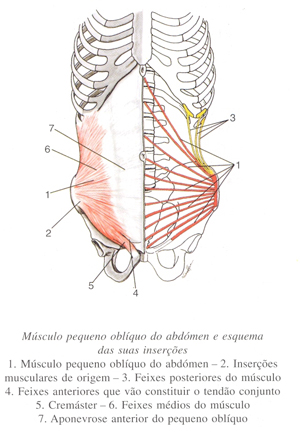 7
6
1
2
5
4
3
1
Músculo pequeno oblíquo do abdómen e esquema
das suas inserções
1. Músculo pequeno oblíquo do abdómen – 2. Inserções
musculares de origem – 3. Feixes posteriores do músculo
4. Feixes anteriores que vão constituir o tendão conjunto
5. Cremáster – 6. Feixes médios do músculo
7. Aponevrose anterior do pequeno oblíquo